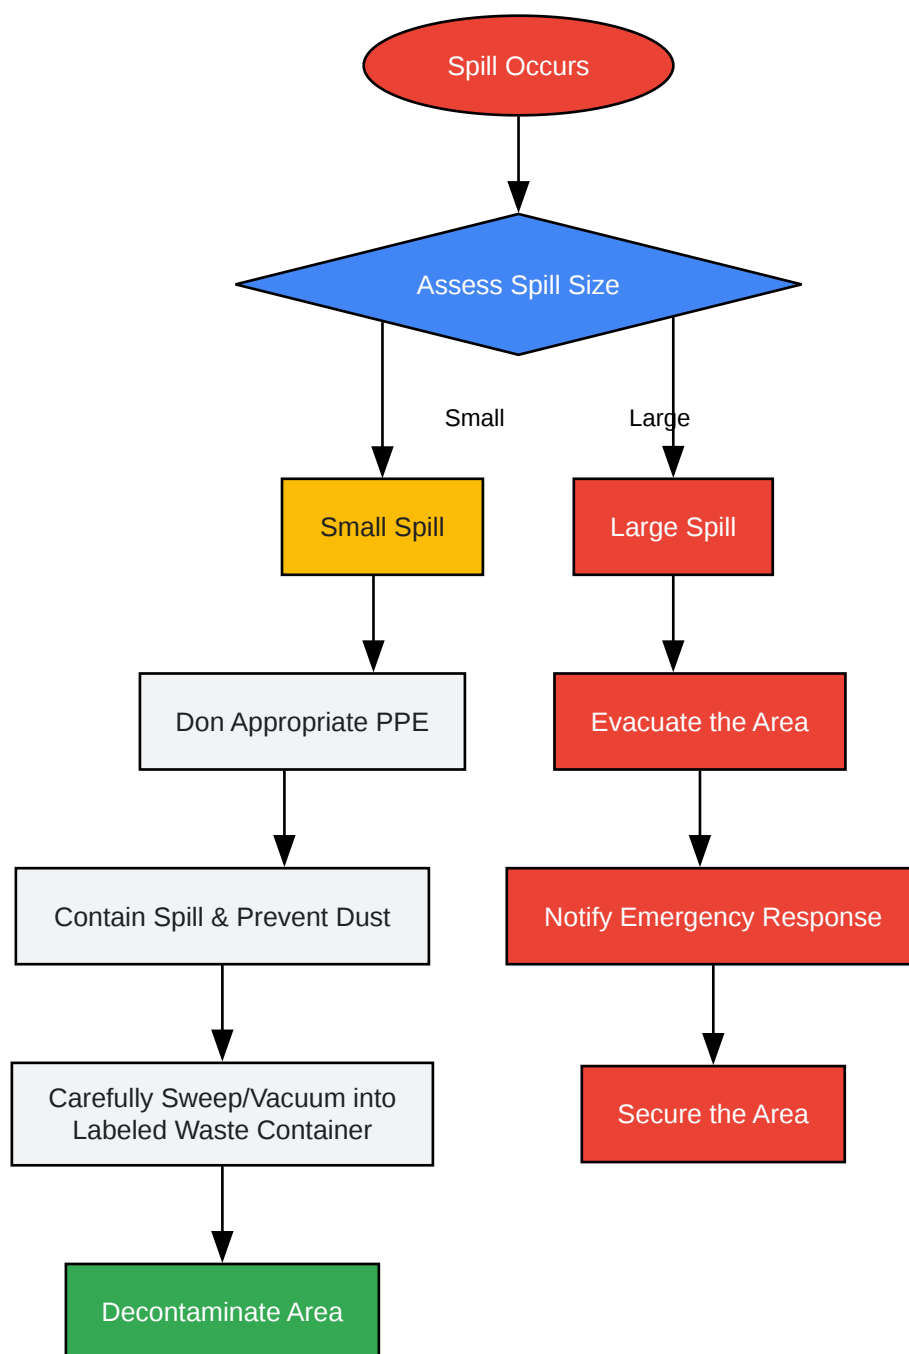 Spill Occurs
Assess Spill Size
Small
Large
Small Spill
Large Spill
Don Appropriate PPE
Evacuate the Area
Contain Spill & Prevent Dust
Notify Emergency Response
Carefully Sweep/Vacuum into
Labeled Waste Container
Secure the Area
Decontaminate Area